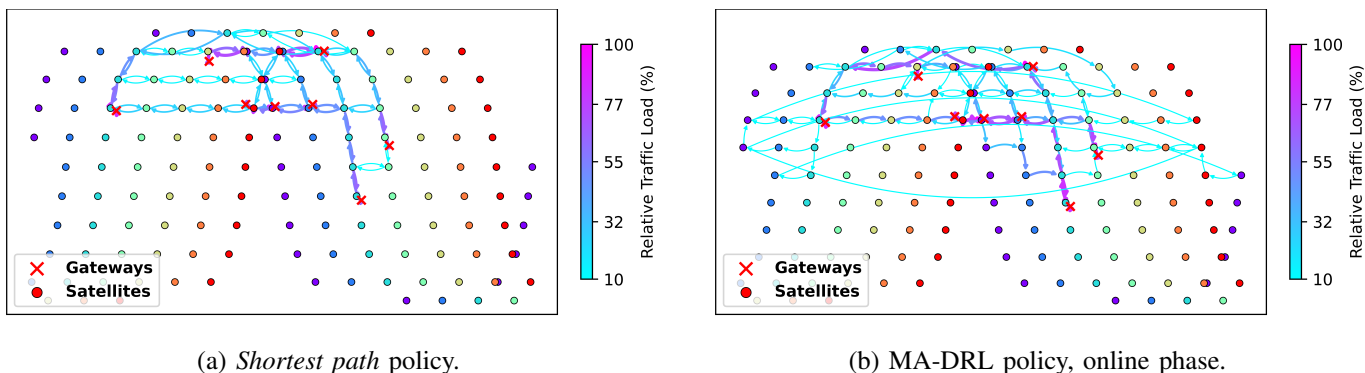 100
77
55
32
10
Relative Traffic Load (%)
Gateways
Satellites
(a) Shortest path policy.
100
77
55
32
10
Relative Traffic Load (%)
Gateways
Satellites
(b) MA-DRL policy, online phase.